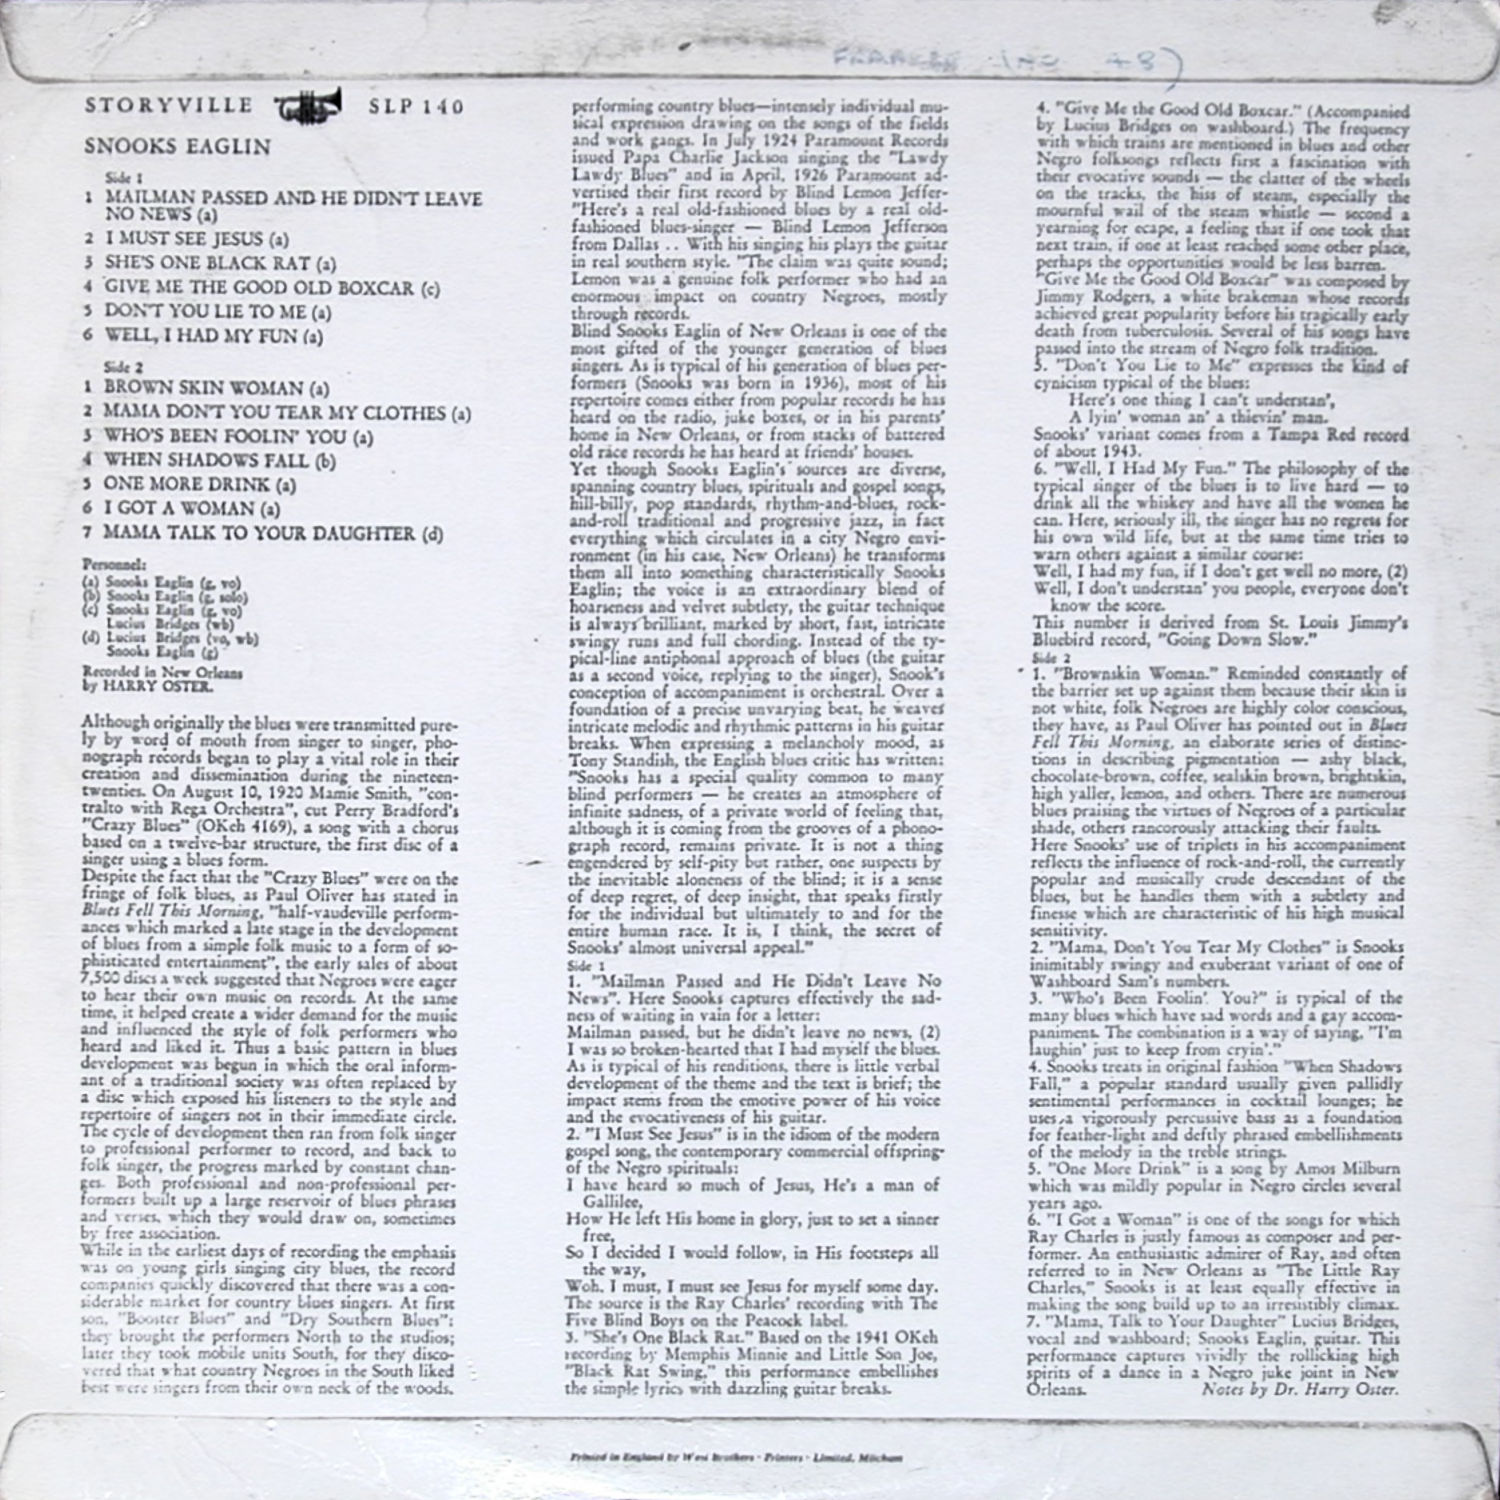 STORYVILLE SLP 140
SNOOKS EAGLIN
Side 1
1 MAILMAN PASSED AND HE DIDN'T LEAVE
NO NEWS (a)
2 I MUST SEE JESUS (a)
3 SHE'S ONE BLACK RAT (a)
4 GIVE ME THE GOOD OLD BOXCAR (c)
5 DON'T YOU LIE TO ME (a)
6 WELL, I HAD MY FUN (a)
Side 2
1 BROWN SKIN WOMAN (a)
2 MAMA DON'T YOU TEAR MY CLOTHES (a)
3 WHO'S BEEN FOOLIN' YOU (a)
4 WHEN SHADOWS FALL (b)
5 ONE MORE DRINK (a)
6 I GOT A WOMAN (a)
7 MAMA TALK TO YOUR DAUGHTER (d)
Personnel:
(a) Snooks Eaglin (g, vo)
(b) Snooks Eaglin (g, solo)
(c) Snooks Eaglin (g, vo)
Lucius Bridges (wb)
(d) Lucius Bridges (vo, wb)
Snooks Eaglin (g)
Recorded in New Orleans
by HARRY OSTER.
Although originally the blues were transmitted pure-
ly by word of mouth from singer to singer, pho-
nograph records began to play a vital role in their
creation and dissemination during the nineteen-
twenties. On August 10, 1920 Mamie Smith, "con-
tralto with Rega Orchestra", cut Perry Bradford's
"Crazy Blues" (OKeh 4169), a song with a chorus
based on a twelve-bar structure, the first disc of a
singer using a blues form.
Despite the fact that the "Crazy Blues" were on the
fringe of folk blues, as Paul Oliver has stated in
Blues Fell This Morning, "half-vaudeville perform-
ances which marked a late stage in the development
of blues from a simple folk music to a form of so-
phisticated entertainment", the early sales of about
7,500 discs a week suggested that Negroes were eager
to hear their own music on records. At the same
time, it helped create a wider demand for the music
and influenced the style of folk performers who
heard and liked it. Thus a basic pattern in blues
development was begun in which the oral inform-
ant of a traditional society was often replaced by
a disc which exposed his listeners to the style and
repertoire of singers not in their immediate circle.
The cycle of development then ran from folk singer
to professional performer to record, and back to
folk singer, the progress marked by constant chan-
ges. Both professional and non-professional per-
formers built up a large reservoir of blues phrases
and verses, which they would draw on, sometimes
by free association.
While in the earliest days of recording the emphasis
was on young girls singing city blues, the record
companies quickly discovered that there was a con-
siderable market for country blues singers. At first
son, "Booster Blues" and "Dry Southern Blues":
they brought the performers North to the studios;
later they took mobile units South, for they disco-
vered that what country Negroes in the South liked
best were singers from their own neck of the woods.
performing country blues—intensely individual mu-
sical expression drawing on the songs of the fields
and work gangs. In July 1924 Paramount Records
issued Papa Charlie Jackson singing the "Lawdy
Lawdy Blues" and in April, 1926 Paramount ad-
vertised their first record by Blind Lemon Jeffer-
"Here's a real old-fashioned blues by a real old-
fashioned blues-singer — Blind Lemon Jefferson
from Dallas .. With his singing his plays the guitar
in real southern style. "The claim was quite sound;
Lemon was a genuine folk performer who had an
enormous impact on country Negroes, mostly
through records.
Blind Snooks Eaglin of New Orleans is one of the
most gifted of the younger generation of blues
singers. As is typical of his generation of blues per-
formers (Snooks was born in 1936), most of his
repertoire comes either from popular records he has
heard on the radio, juke boxes, or in his parents'
home in New Orleans, or from stacks of battered
old race records he has heard at friends' houses.
Yet though Snooks Eaglin's sources are diverse,
spanning country blues, spirituals and gospel songs,
hill-billy, pop standards, rhythm-and-blues, rock-
and-roll traditional and progressive jazz, in fact
everything which circulates in a city Negro envi-
ronment (in his case, New Orleans) he transforms
them all into something characteristically Snooks
Eaglin; the voice is an extraordinary blend of
hoarseness and velvet subtlety, the guitar technique
is always brilliant, marked by short, fast, intricate
swingy runs and full chording. Instead of the ty-
pical-line antiphonal approach of blues (the guitar
as a second voice, replying to the singer), Snook's
conception of accompaniment is orchestral. Over a
foundation of a precise unvarying beat, he weaves
intricate melodic and rhythmic patterns in his guitar
breaks. When expressing a melancholy mood, as
Tony Standish, the English blues critic has written:
"Snooks has a special quality common to many
blind performers — he creates an atmosphere of
infinite sadness, of a private world of feeling that,
although it is coming from the grooves of a phono-
graph record, remains private. It is not a thing
engendered by self-pity but rather, one suspects by
the inevitable aloneness of the blind; it is a sense
of deep regret, of deep insight, that speaks firstly
for the individual but ultimately to and for the
entire human race. It is, I think, the secret of
Snooks' almost universal appeal."
Side 1
1. "Mailman Passed and He Didn't Leave No
News". Here Snooks captures effectively the sad-
ness of waiting in vain for a letter:
Mailman passed, but he didn't leave no news, (2)
I was so broken-hearted that I had myself the blues.
As is typical of his renditions, there is little verbal
development of the theme and the text is brief; the
impact stems from the emotive power of his voice
and the evocativeness of his guitar.
2. "I Must See Jesus" is in the idiom of the modern
gospel song, the contemporary commercial offspring-
of the Negro spirituals:
I have heard so much of Jesus, He's a man of
Gallilee,
How He left His home in glory, just to set a sinner
free,
So I decided I would follow, in His footsteps all
the way,
Woh. I must, I must see Jesus for myself some day.
The source is the Ray Charles' recording with The
Five Blind Boys on the Peacock label.
3. "She's One Black Rat." Based on the 1941 OKeh
recording by Memphis Minnie and Little Son Joe,
"Black Rat Swing," this performance embellishes
the simple lyrics with dazzling guitar breaks.
4. "Give Me the Good Old Boxcar." (Accompanied
by Lucius Bridges on washboard.) The frequency
with which trains are mentioned in blues and other
Negro folksongs reflects first a fascination with
their evocative sounds — the clatter of the wheels
on the tracks, the hiss of steam, especially the
mournful wail of the steam whistle — second a
yearning for ecape, a feeling that if one took that
next train, if one at least reached some other place,
perhaps the opportunities would be less barren.
"Give Me the Good Old Boxcar" was composed by
Jimmy Rodgers, a white brakeman whose records
achieved great popularity before his tragically early
death from tuberculosis. Several of his songs have
passed into the stream of Negro folk tradition.
5. "Don't You Lie to Me" expresses the kind of
cynicism typical of the blues:
Here's one thing I can't understan',
A lyin' woman an' a thievin' man.
Snooks' variant comes from a Tampa Red record
of about 1943.
6. "Well, I Had My Fun." The philosophy of the
typical singer of the blues is to live hard — to
drink all the whiskey and have all the women he
can. Here, seriously ill, the singer has no regrets for
his own wild life, but at the same time tries to
warn others against a similar course:
Well, I had my fun, if I don't get well no more, (2)
Well, I don't understan' you people, everyone don't
know the score.
This number is derived from St. Louis Jimmy's
Bluebird record, "Going Down Slow."
Side 2
1. "Brownskin Woman." Reminded constantly of
the barrier set up against them because their skin is
not white, folk Negroes are highly color conscious,
they have, as Paul Oliver has pointed out in Blues
Fell This Morning, an elaborate series of distinc-
tions in describing pigmentation — ashy black,
chocolate-brown, coffee, sealskin brown, brightskin,
high yaller, lemon, and others. There are numerous
blues praising the virtues of Negroes of a particular
shade, others rancorously attacking their faults.
Here Snooks' use of triplets in his accompaniment
reflects the influence of rock-and-roll, the currently
popular and musically crude descendant of the
blues, but he handles them with a subtlety and
finesse which are characteristic of his high musical
sensitivity.
2. "Mama, Don't You Tear My Clothes" is Snooks
inimitably swingy and exuberant variant of one of
Washboard Sam's numbers.
3. "Who's Been Foolin'. You?" is typical of the
many blues which have sad words and a gay accom-
paniment. The combination is a way of saying, "I'm
laughin' just to keep from cryin'."
4. Snooks treats in original fashion "When Shadows
Fall," a popular standard usually given pallidly
sentimental performances in cocktail lounges; he
uses a vigorously percussive bass as a foundation
for feather-light and deftly phrased embellishments
of the melody in the treble strings.
5. "One More Drink" is a song by Amos Milburn
which was mildly popular in Negro circles several
years ago.
6. "I Got a Woman" is one of the songs for which
Ray Charles is justly famous as composer and per-
former. An enthusiastic admirer of Ray, and often
referred to in New Orleans as "The Little Ray
Charles," Snooks is at least equally effective in
making the song build up to an irresistibly climax.
7. "Mama, Talk to Your Daughter" Lucius Bridges,
vocal and washboard; Snooks Eaglin, guitar. This
performance captures vividly the rollicking high
spirits of a dance in a Negro juke joint in New
Orleans. Notes by Dr. Harry Oster.
Printed in England by West Brothers - Printers - Limited, Mitcham